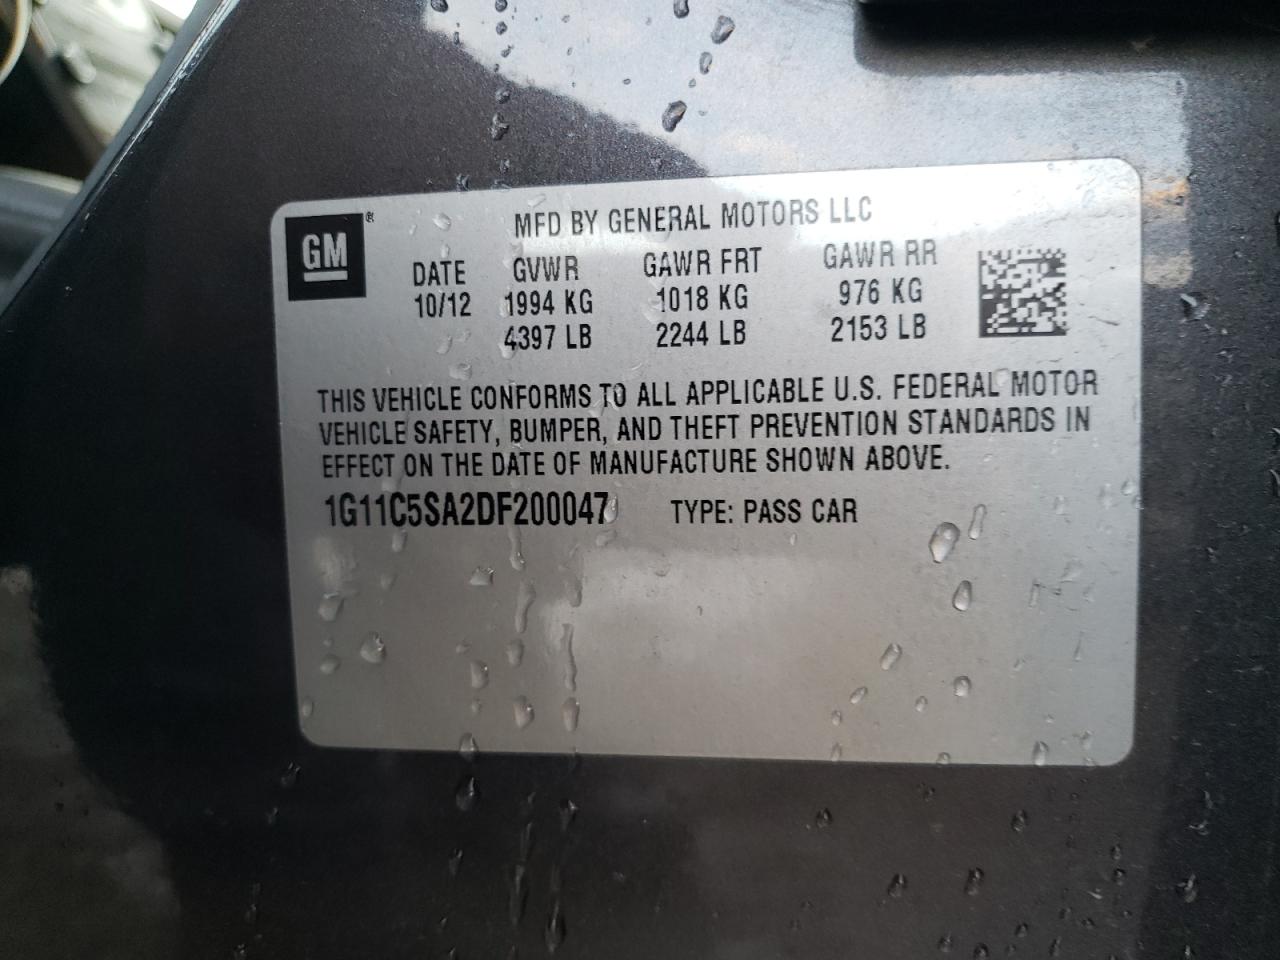 GM ® MFD BY GENERAL MOTORS LLC
DATE GVWR GAWR FRT GAWR RR
10/12 1994 KG 1018 KG 976 KG
4397 LB 2244 LB 2153 LB
THIS VEHICLE CONFORMS TO ALL APPLICABLE U.S. FEDERAL MOTOR
VEHICLE SAFETY, BUMPER, AND THEFT PREVENTION STANDARDS IN
EFFECT ON THE DATE OF MANUFACTURE SHOWN ABOVE.
1G11C5SA2DF200047 TYPE: PASS CAR